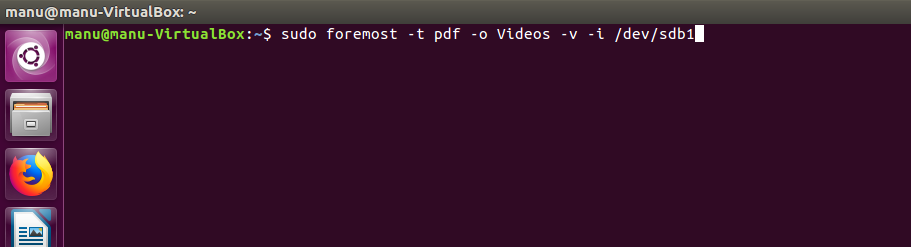 manu@manu-VirtualBox: ~
manu@manu-VirtualBox:~$ sudo foremost -t pdf -o Videos -v -i /dev/sdb1